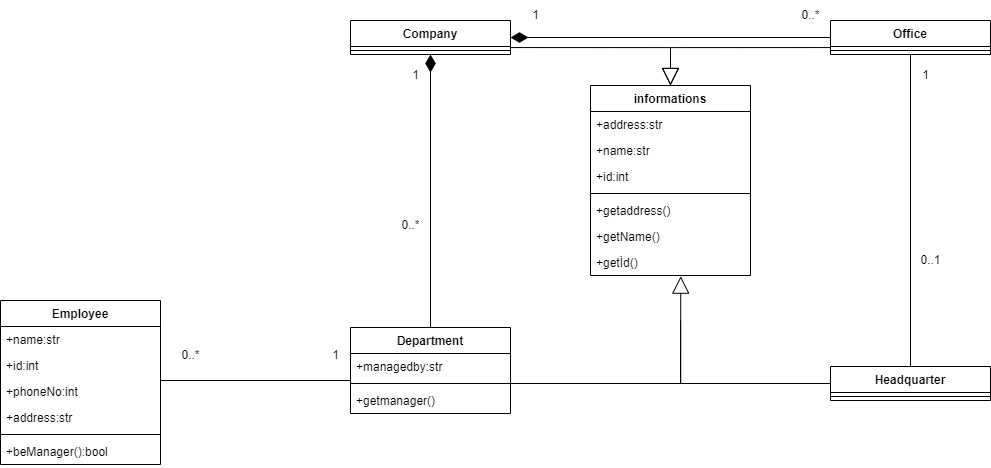 1
0..*
Company
Office
1
1
informations
+address:str
+name:str
+id:int
+getaddress()
+getName()
+getİd()
0..*
0..1
Employee
+name:str
+id:int
+phoneNo:int
+address:str
+beManager():bool
0..*
1
Department
+managedby:str
+getmanager()
Headquarter